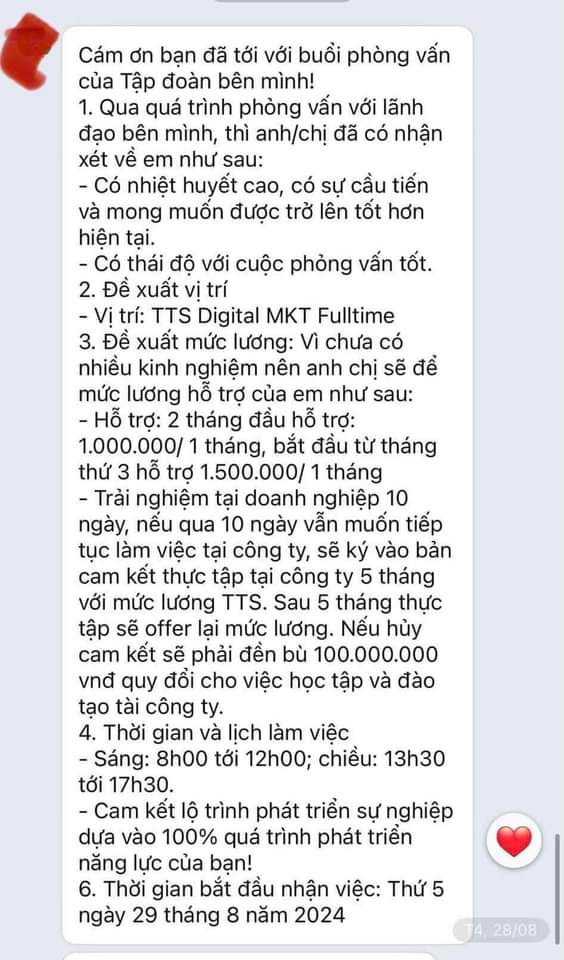 Cám ơn bạn đã tới với buổi phỏng vấn
của Tập đoàn bên mình!
1. Qua quá trình phỏng vấn với lãnh
đạo bên mình, thì anh/chị đã có nhận
xét về em như sau:
- Có nhiệt huyết cao, có sự cầu tiến
và mong muốn được trở lên tốt hơn
hiện tại.
- Có thái độ với cuộc phỏng vấn tốt.
2. Đề xuất vị trí
- Vị trí: TTS Digital MKT Fulltime
3. Đề xuất mức lương: Vì chưa có
nhiều kinh nghiệm nên anh chị sẽ để
mức lương hỗ trợ của em như sau:
- Hỗ trợ: 2 tháng đầu hỗ trợ:
1.000.000/ 1 tháng, bắt đầu từ tháng
thứ 3 hỗ trợ 1.500.000/ 1 tháng
- Trải nghiệm tại doanh nghiệp 10
ngày, nếu qua 10 ngày vẫn muốn tiếp
tục làm việc tại công ty, sẽ ký vào bản
cam kết thực tập tại công ty 5 tháng
với mức lương TTS. Sau 5 tháng thực
tập sẽ offer lại mức lương. Nếu hủy
cam kết sẽ phải đền bù 100.000.000
vnđ quy đổi cho việc học tập và đào
tạo tài công ty.
4. Thời gian và lịch làm việc
- Sáng: 8h00 tới 12h00; chiều: 13h30
tới 17h30.
- Cam kết lộ trình phát triển sự nghiệp
dựa vào 100% quá trình phát triển
năng lực của bạn!
6. Thời gian bắt đầu nhận việc: Thứ 5
ngày 29 tháng 8 năm 2024
T4, 28/08